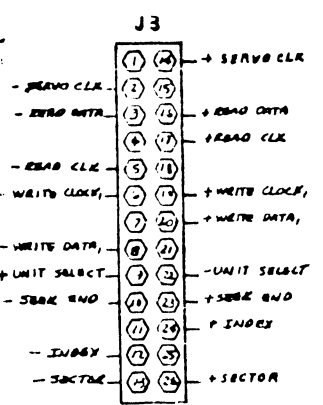 J3
1 14 + SERVO CLK
- SERVO CLK 2 15
- READ DATA 3 16 + READ DATA
4 17 + READ CLK
- READ CLK 5 18
- WRITE CLOCK, 6 19 + WRITE CLOCK,
7 20 + WRITE DATA,
- WRITE DATA, 8 21
+ UNIT SELECT 9 22 - UNIT SELECT
- SEEK END 10 23 + SEEK END
11 24 + INDEX
- INDEX 12 25
- SECTOR 13 26 + SECTOR